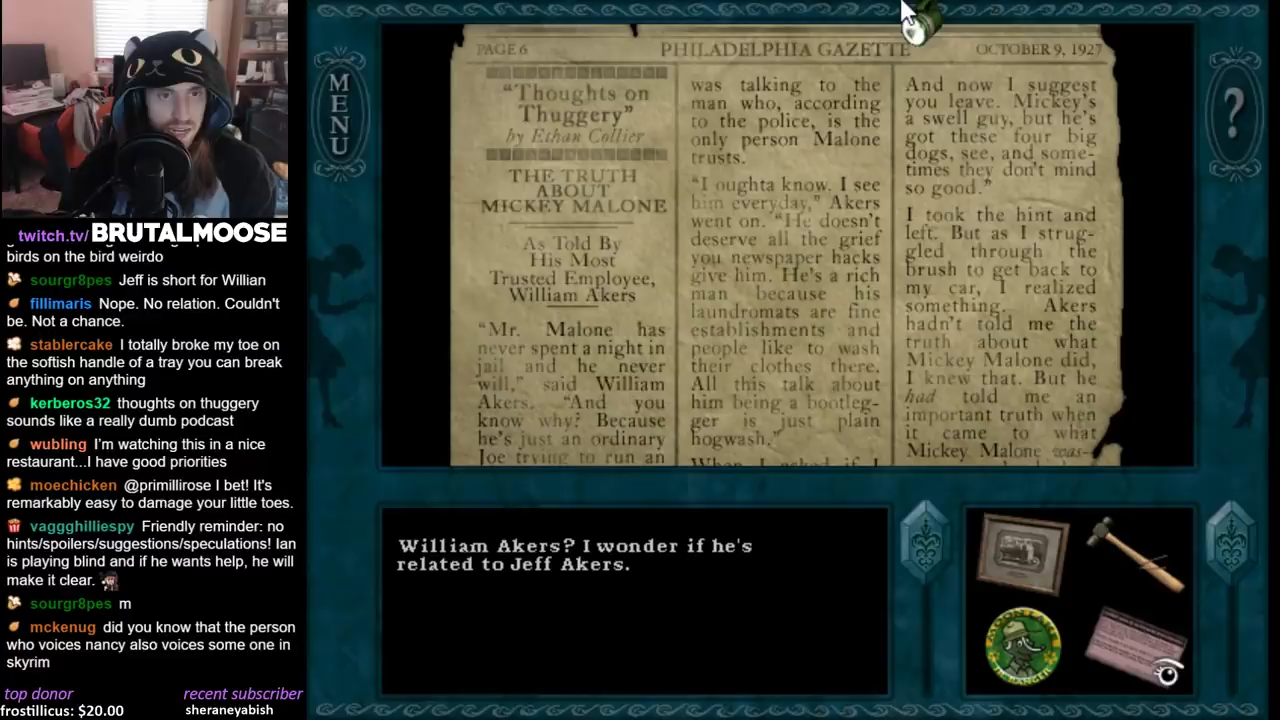 twitch.tv/BRUTALMOOSE
birds on the bird weirdo
sourgr8pes Jeff is short for Willian
fillimaris Nope. No relation. Couldn't
be. Not a chance.
stablercake I totally broke my toe on
the softish handle of a tray you can break
anything on anything
kerberos32 thoughts on thuggery
sounds like a really dumb podcast
wubling I'm watching this in a nice
restaurant...I have good priorities
moechicken @primillirose I bet! It's
remarkably easy to damage your little toes.
vaggghilliespy Friendly reminder: no
hints/spoilers/suggestions/speculations! Ian
is playing blind and if he wants help, he will
make it clear.
sourgr8pes m
mckenug did you know that the person
who voices nancy also voices some one in
skyrim
top donor
frostillicus: $20.00
recent subscriber
sheraneyabish
MENU
PAGE 6 PHILADELPHIA GAZETTE OCTOBER 9, 1927
"Thoughts on
Thuggery"
by Ethan Collier
THE TRUTH
ABOUT
MICKEY MALONE
As Told By
His Most
Trusted Employee,
William Akers
"Mr. Malone has
never spent a night in
jail and he never
will," said William
Akers. "And you
know why? Because
he's just an ordinary
Joe trying to run an
was talking to the
man who, according
to the police, is the
only person Malone
trusts.
"I oughta know. I see
him everyday," Akers
went on. "He doesn't
deserve all the grief
you newspaper hacks
give him. He's a rich
man because his
laundromats are fine
establishments and
people like to wash
their clothes there.
All this talk about
him being a bootleg-
ger is just plain
hogwash."
When I asked if I
And now I suggest
you leave. Mickey's
a swell guy, but he's
got these four big
dogs, see, and some-
times they don't mind
so good."
I took the hint and
left. But as I strug-
gled through the
brush to get back to
my car, I realized
something. Akers
hadn't told me the
truth about what
Mickey Malone did,
I knew that. But he
had told me an
important truth when
it came to what
Mickey Malone was—
?
William Akers? I wonder if he's
related to Jeff Akers.
MOON LAKE
JR RANGER